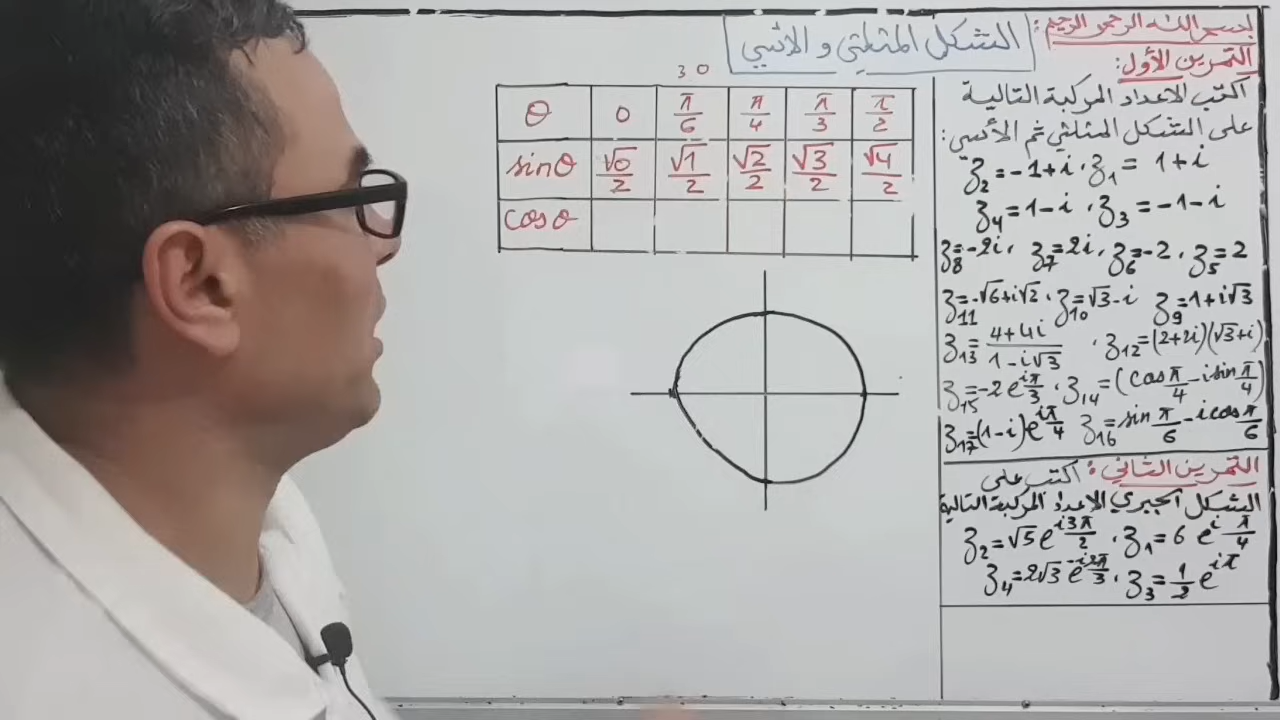 بسم الله الرحمن الرحيم:
الشكل المثلثي و الأسي
التمرين الأول:
اكتب الأعداد المركبة التالية
على الشكل المثلثي ثم الأسي:
z₁ = 1+i ، z₂ = -1+i
z₃ = -1-i ، z₄ = 1-i
z₅ = 2 ، z₆ = -2 ، z₇ = 2i ، z₈ = -2i
z₉ = 1+i√3 ، z₁₀ = √3-i ، z₁₁ = -√6+i√2
z₁₂ = (2+2i)(√3+i) ، z₁₃ = (4+4i)/(1-i√3)
z₁₄ = (cos π/4 - i sin π/4) ، z₁₅ = -2e^(iπ/3)
z₁₆ = sin π/6 - i cos π/6 ، z₁₇ = (1-i)e^(iπ/4)
التمرين الثاني: اكتب على
الشكل الجبري الأعداد المركبة التالية
z₁ = 6 e^(i π/4) ، z₂ = √5 e^(i3π/2)
z₃ = 1/2 e^(iπ) ، z₄ = 2√3 e^(-i2π/3)
30
θ 0 π/6 π/4 π/3 π/2
sinθ √0/2 √1/2 √2/2 √3/2 √4/2
cosθ